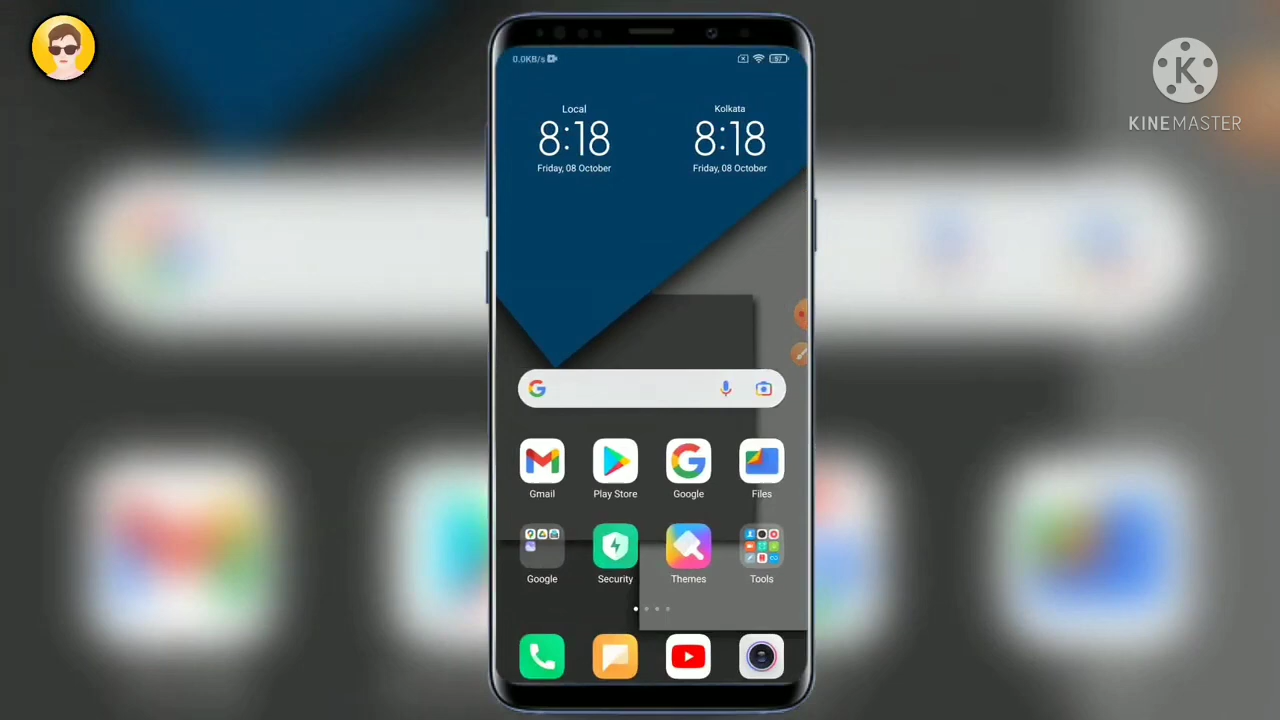 0.0KB/s
97
Local
Kolkata
8:18
8:18
Friday, 08 October
Friday, 08 October
KINEMASTER
Gmail
Play Store
Google
Files
Google
Security
Themes
Tools